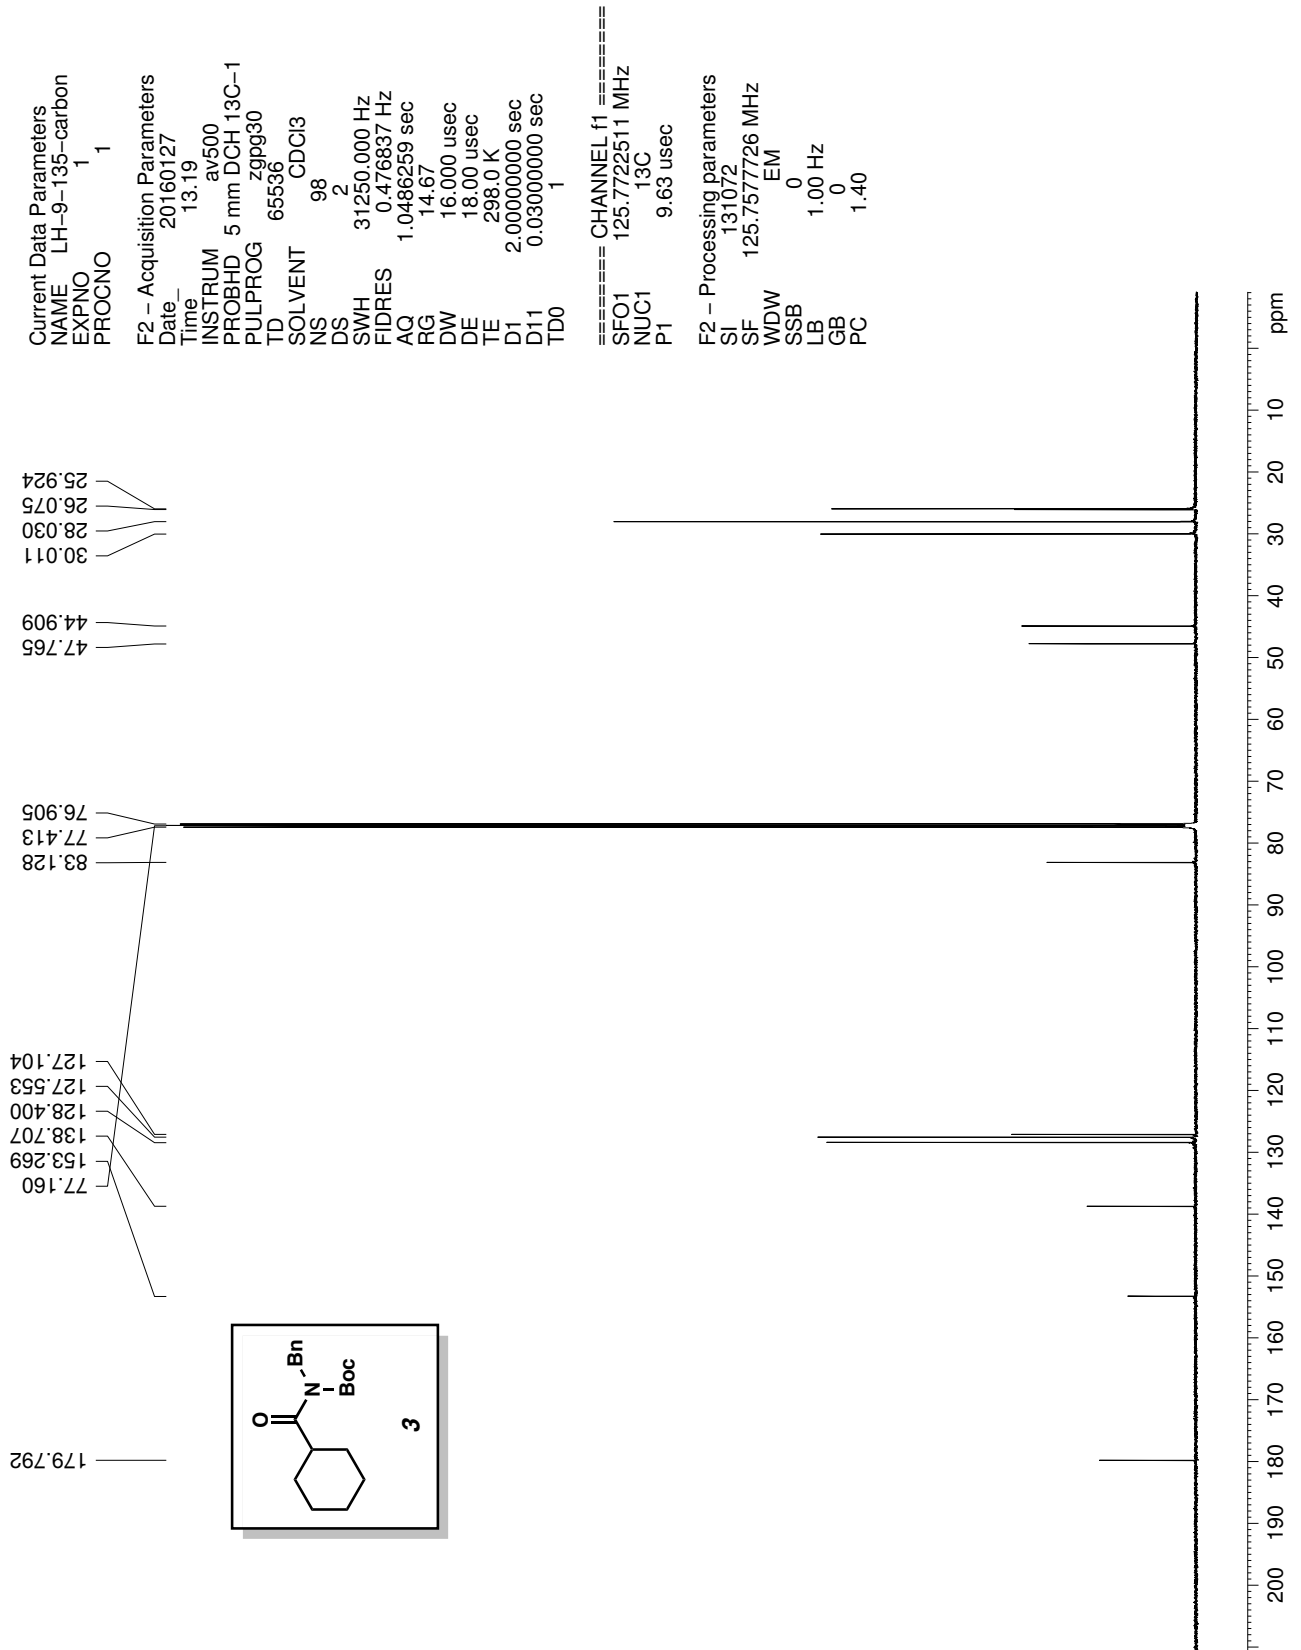 Current Data Parameters
NAME LH-9-135-carbon
EXPNO 1
PROCNO 1
F2 - Acquisition Parameters
Date_ 20160127
Time 13.19
INSTRUM av500
PROBHD 5 mm DCH 13C-1
PULPROG zgpg30
TD 65536
SOLVENT CDCl3
NS 98
DS 2
SWH 31250.000 Hz
FIDRES 0.476837 Hz
AQ 1.0486259 sec
RG 14.67
DW 16.000 usec
DE 18.00 usec
TE 298.0 K
D1 2.00000000 sec
D11 0.03000000 sec
TD0 1
======== CHANNEL f1 ========
SFO1 125.7722511 MHz
NUC1 13C
P1 9.63 usec
F2 - Processing parameters
SI 131072
SF 125.7577726 MHz
WDW EM
SSB 0
LB 1.00 Hz
GB 0
PC 1.40
179.792
77.160
153.269
138.707
128.400
127.553
127.104
83.128
77.413
76.905
47.765
44.909
30.011
28.030
26.075
25.924
O
N
Bn
Boc
3
200 190 180 170 160 150 140 130 120 110 100 90 80 70 60 50 40 30 20 10 ppm